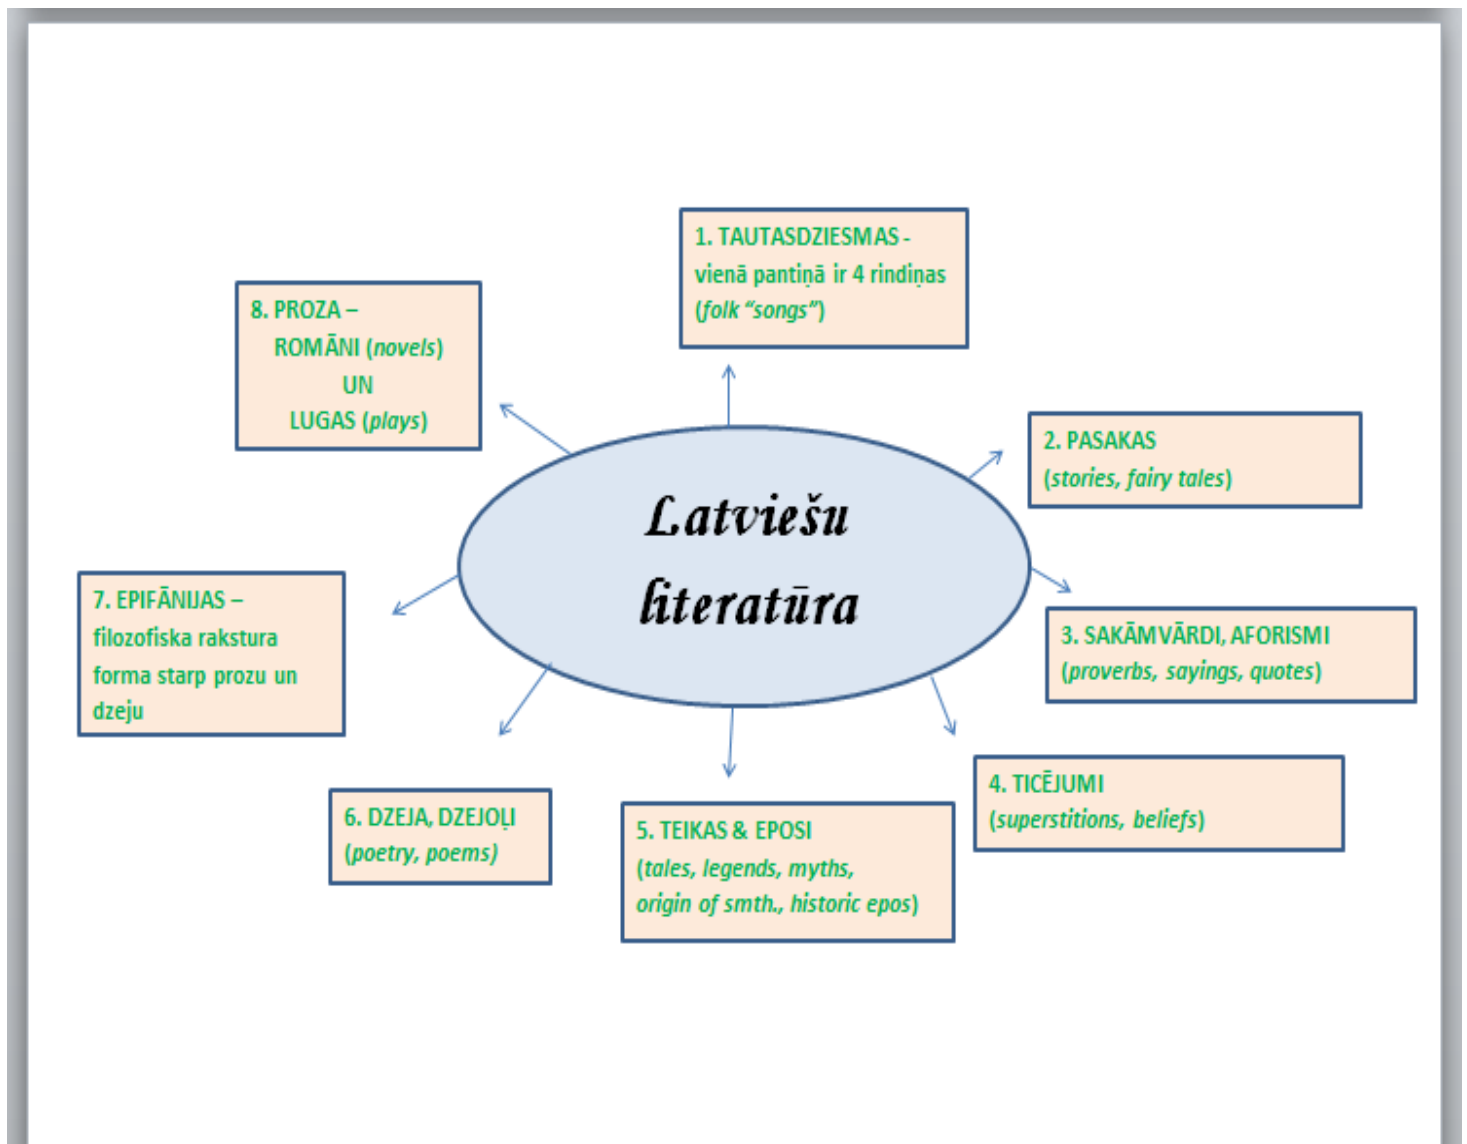 Latviešu
literatūra
1. TAUTASDZIESMAS -
vienā pantiņā ir 4 rindiņas
(folk “songs”)
2. PASAKAS
(stories, fairy tales)
3. SAKĀMVĀRDI, AFORISMI
(proverbs, sayings, quotes)
4. TICĒJUMI
(superstitions, beliefs)
5. TEIKAS & EPOSI
(tales, legends, myths,
origin of smth., historic epos)
6. DZEJA, DZEJOĻI
(poetry, poems)
7. EPIFĀNIJAS –
filozofiska rakstura
forma starp prozu un
dzeju
8. PROZA –
ROMĀNI (novels)
UN
LUGAS (plays)